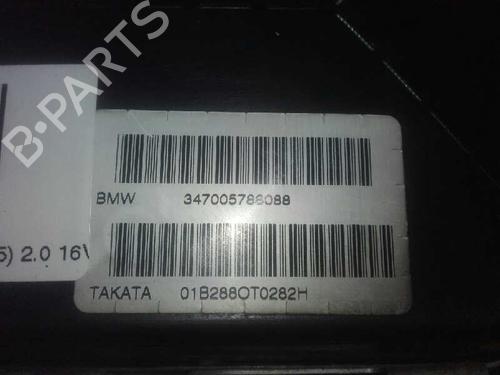 B-PARTS
BMW 347005788088
5) 2.0 16V
TAKATA 01B288OT0282H